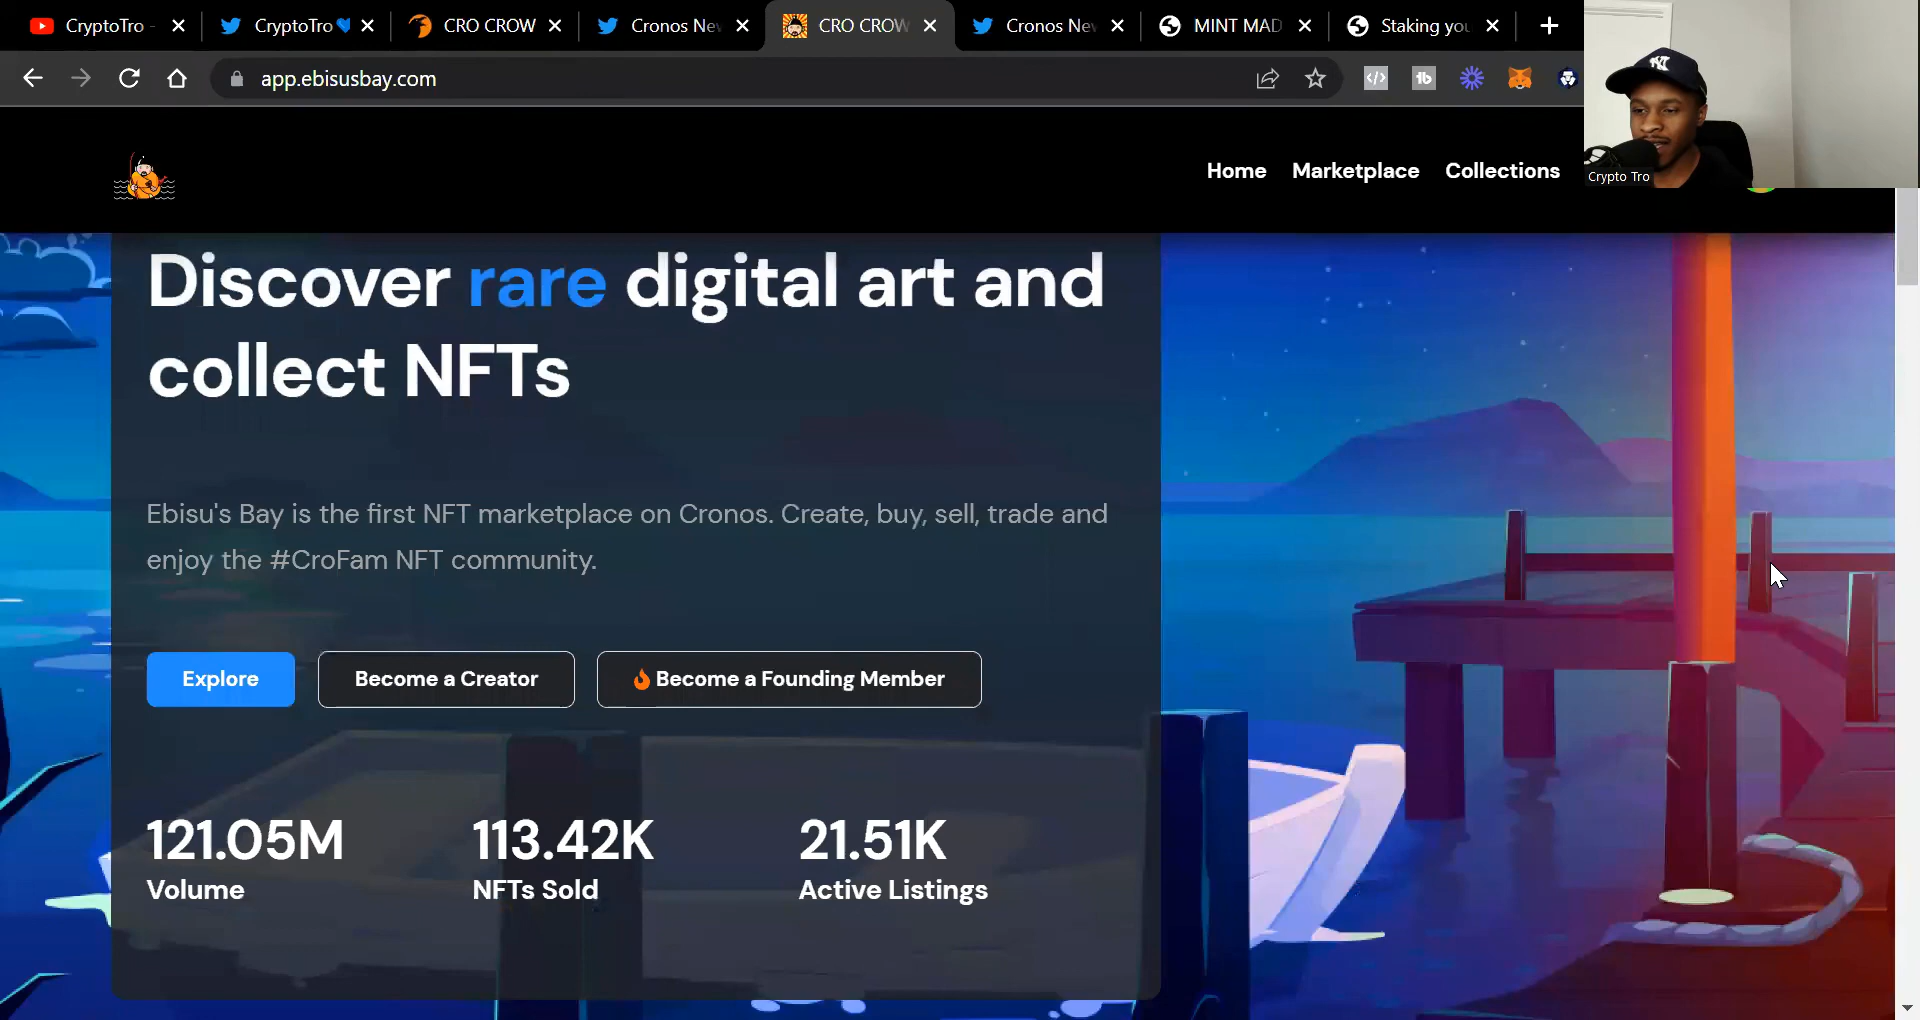 CryptoTro -
CryptoTro💙
CRO CROW
Cronos Nev
CRO CROW
Cronos Nev
MINT MAD
Staking you
app.ebisusbay.com
Home
Marketplace
Collections
Crypto Tro
Discover rare digital art and
collect NFTs
Ebisu's Bay is the first NFT marketplace on Cronos. Create, buy, sell, trade and
enjoy the #CroFam NFT community.
Explore
Become a Creator
🔥 Become a Founding Member
121.05M
Volume
113.42K
NFTs Sold
21.51K
Active Listings